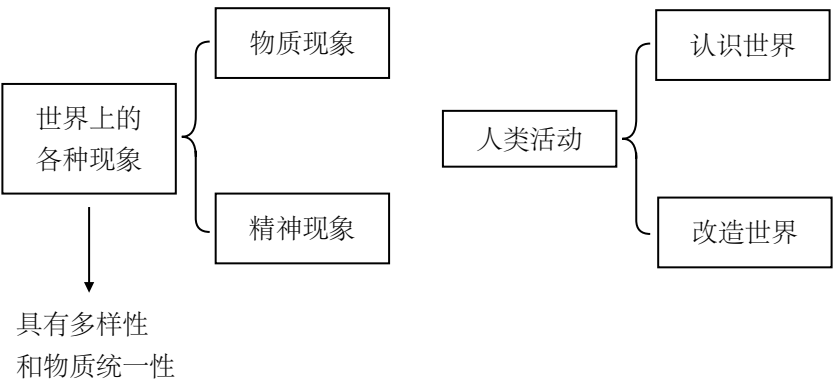 物质现象
世界上的
各种现象
精神现象
具有多样性
和物质统一性
认识世界
人类活动
改造世界